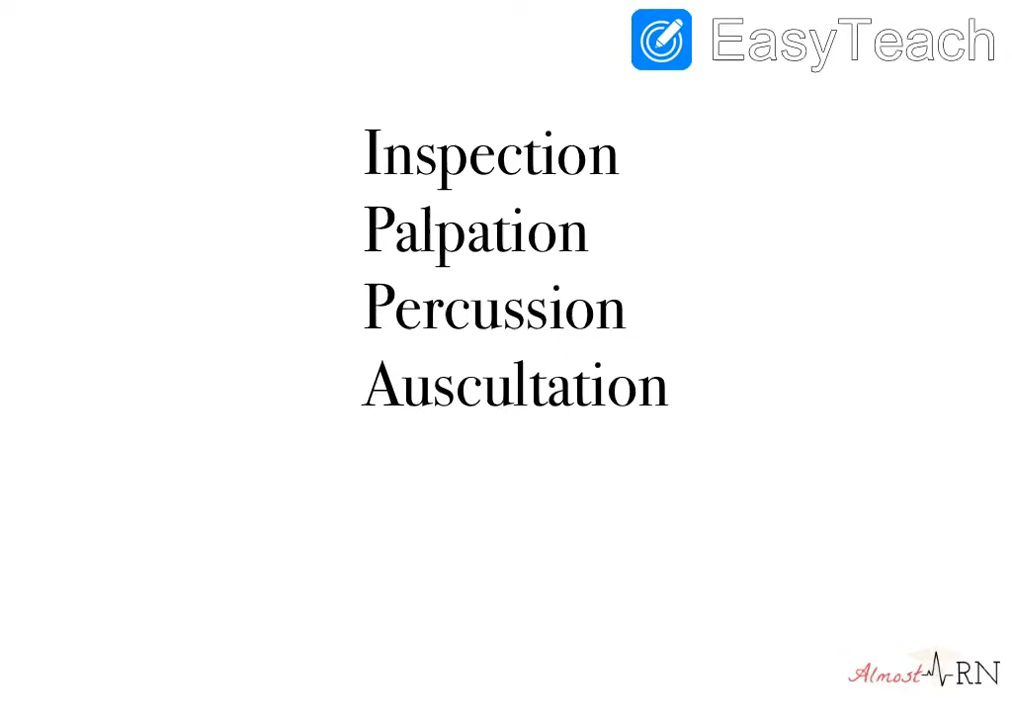 EasyTeach
Inspection
Palpation
Percussion
Auscultation
Almost RN